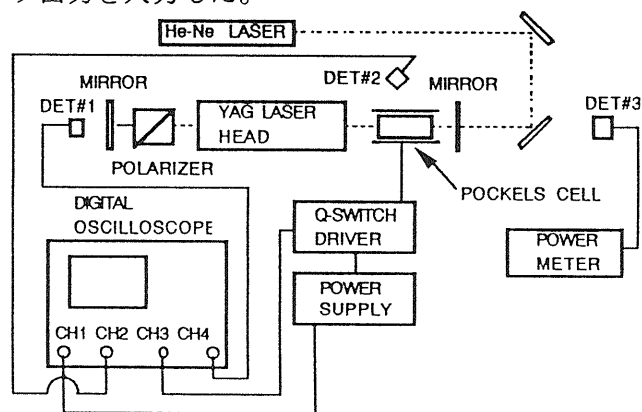 He-Ne LASER
DET#2
MIRROR
MIRROR
DET#1
DET#3
YAG LASER
HEAD
POLARIZER
POCKELS CELL
DIGITAL
OSCILLOSCOPE
Q-SWITCH
DRIVER
POWER
METER
POWER
SUPPLY
CH1 CH2 CH3 CH4